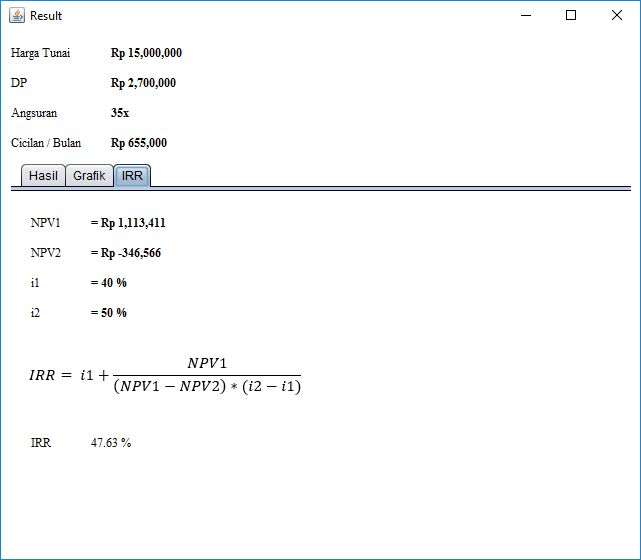 Result
Harga Tunai Rp 15,000,000
DP Rp 2,700,000
Angsuran 35x
Cicilan / Bulan Rp 655,000
Hasil Grafik IRR
NPV1 = Rp 1,113,411
NPV2 = Rp -346,566
i1 = 40 %
i2 = 50 %
NPV1
IRR = i1 +
(NPV1 − NPV2) ∗ (i2 − i1)
IRR 47.63 %